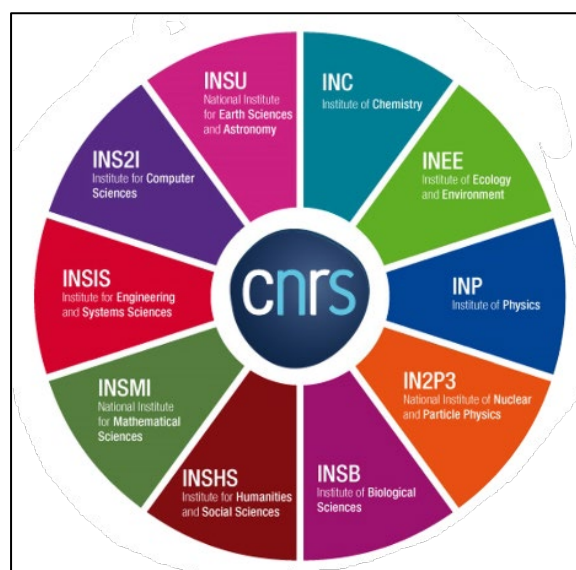 INSU
National Institute
for Earth Sciences
and Astronomy
INC
Institute of Chemistry
INEE
Institute of Ecology
and Environment
INP
Institute of Physics
IN2P3
National Institute of Nuclear
and Particle Physics
INSB
Institute of Biological
Sciences
INSHS
Institute for Humanities
and Social Sciences
INSMI
National Institute
for Mathematical
Sciences
INSIS
Institute for Engineering
and Systems Sciences
INS2I
Institute for Computer
Sciences
cnrs